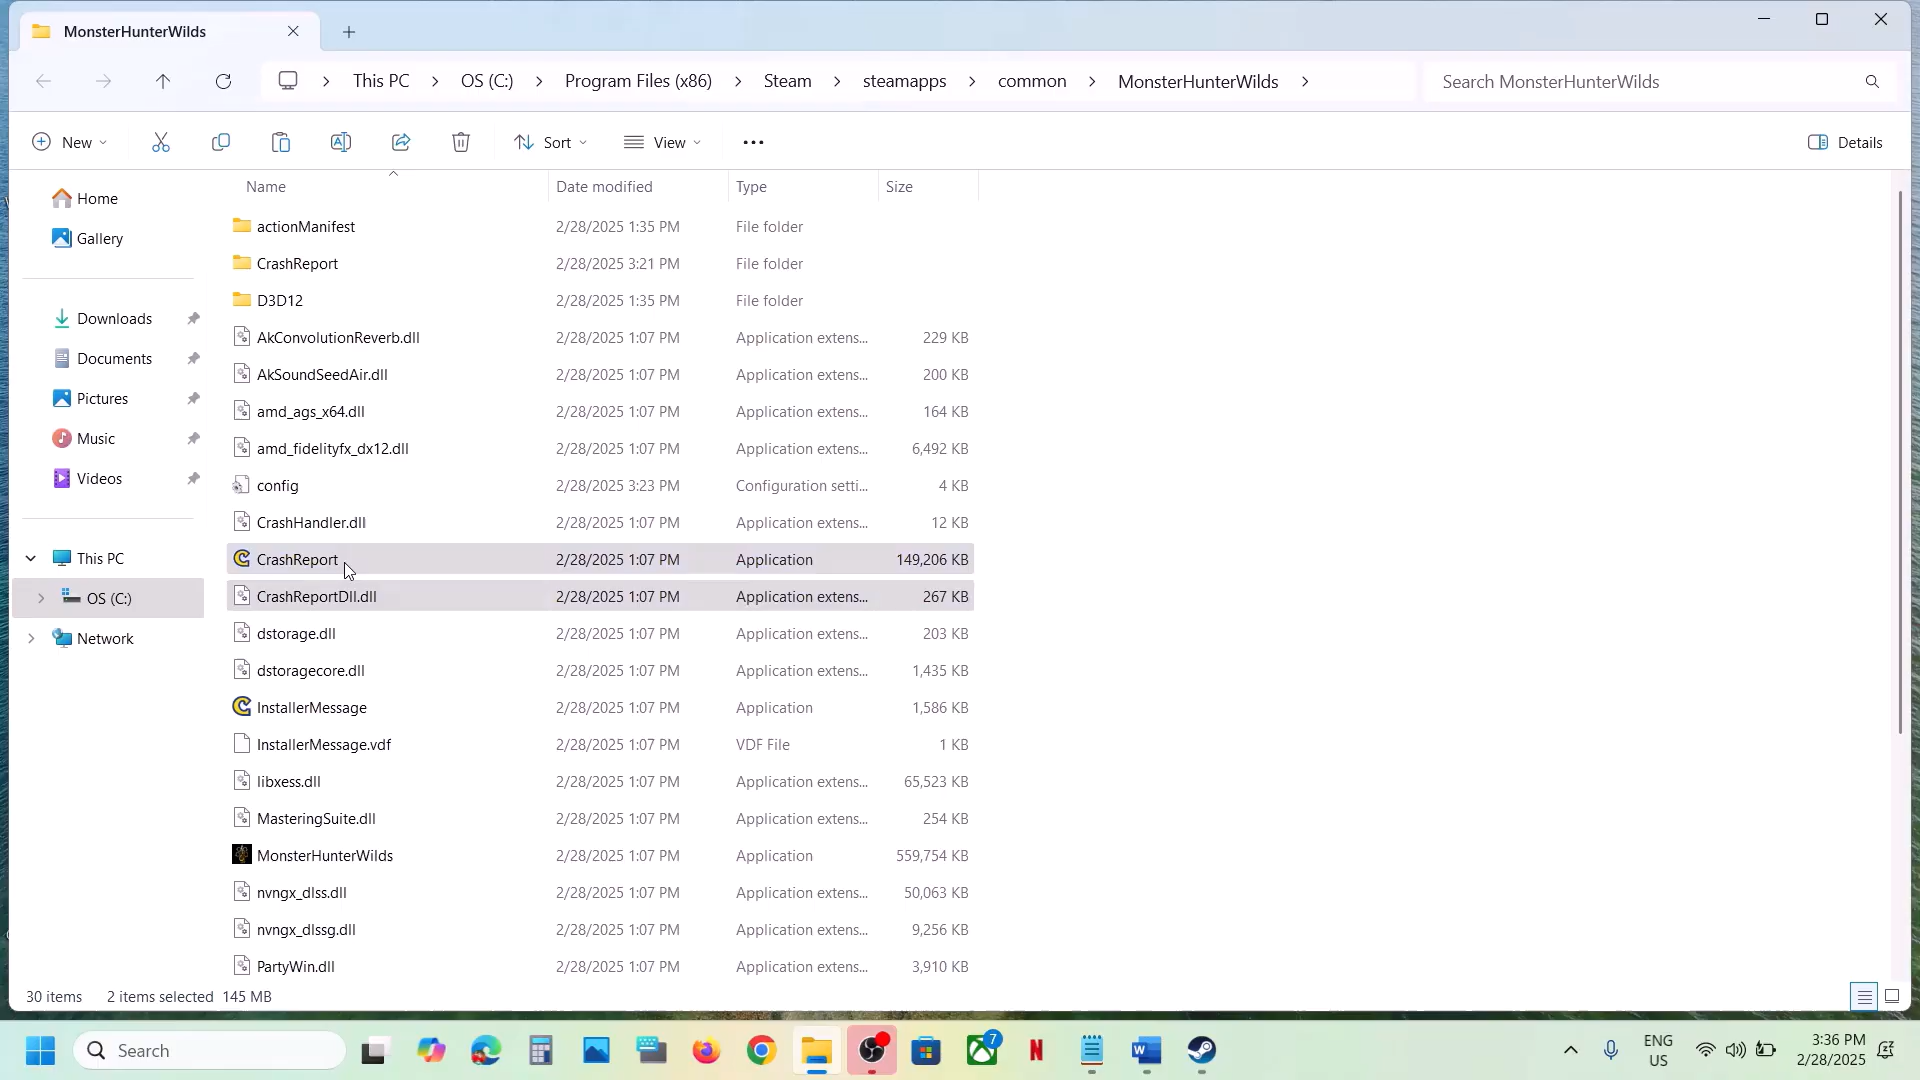 MonsterHunterWilds
This PC > OS (C:) > Program Files (x86) > Steam > steamapps > common > MonsterHunterWilds >
Search MonsterHunterWilds
New Sort View Details
Name Date modified Type Size
Home
Gallery
Downloads
Documents
Pictures
Music
Videos
This PC
OS (C:)
Network
actionManifest 2/28/2025 1:35 PM File folder
CrashReport 2/28/2025 3:21 PM File folder
D3D12 2/28/2025 1:35 PM File folder
AkConvolutionReverb.dll 2/28/2025 1:07 PM Application extens... 229 KB
AkSoundSeedAir.dll 2/28/2025 1:07 PM Application extens... 200 KB
amd_ags_x64.dll 2/28/2025 1:07 PM Application extens... 164 KB
amd_fidelityfx_dx12.dll 2/28/2025 1:07 PM Application extens... 6,492 KB
config 2/28/2025 3:23 PM Configuration setti... 4 KB
CrashHandler.dll 2/28/2025 1:07 PM Application extens... 12 KB
CrashReport 2/28/2025 1:07 PM Application 149,206 KB
CrashReportDll.dll 2/28/2025 1:07 PM Application extens... 267 KB
dstorage.dll 2/28/2025 1:07 PM Application extens... 203 KB
dstoragecore.dll 2/28/2025 1:07 PM Application extens... 1,435 KB
InstallerMessage 2/28/2025 1:07 PM Application 1,586 KB
InstallerMessage.vdf 2/28/2025 1:07 PM VDF File 1 KB
libxess.dll 2/28/2025 1:07 PM Application extens... 65,523 KB
MasteringSuite.dll 2/28/2025 1:07 PM Application extens... 254 KB
MonsterHunterWilds 2/28/2025 1:07 PM Application 559,754 KB
nvngx_dlss.dll 2/28/2025 1:07 PM Application extens... 50,063 KB
nvngx_dlssg.dll 2/28/2025 1:07 PM Application extens... 9,256 KB
PartyWin.dll 2/28/2025 1:07 PM Application extens... 3,910 KB
30 items 2 items selected 145 MB
Search
7
ENG
US
3:36 PM
2/28/2025